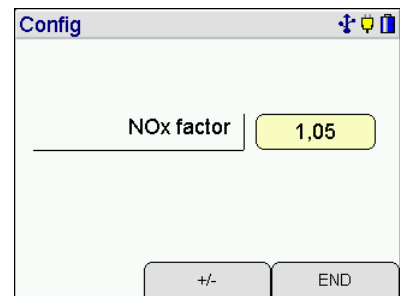 Config
NOx factor 1,05
+/- END